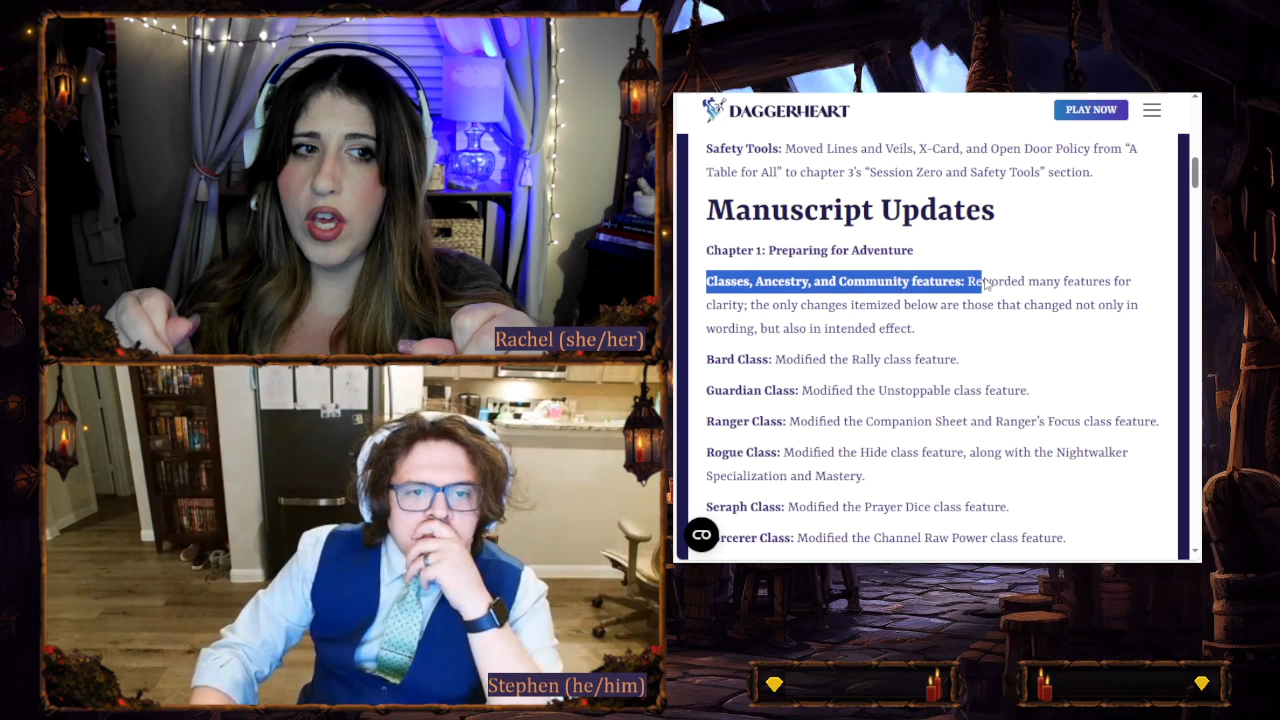 Rachel (she/her)
Stephen (he/him)
DAGGERHEART
PLAY NOW
Safety Tools: Moved Lines and Veils, X-Card, and Open Door Policy from “A
Table for All” to chapter 3’s “Session Zero and Safety Tools” section.
Manuscript Updates
Chapter 1: Preparing for Adventure
Classes, Ancestry, and Community features: Reworded many features for
clarity; the only changes itemized below are those that changed not only in
wording, but also in intended effect.
Bard Class: Modified the Rally class feature.
Guardian Class: Modified the Unstoppable class feature.
Ranger Class: Modified the Companion Sheet and Ranger’s Focus class feature.
Rogue Class: Modified the Hide class feature, along with the Nightwalker
Specialization and Mastery.
Seraph Class: Modified the Prayer Dice class feature.
rcerer Class: Modified the Channel Raw Power class feature.